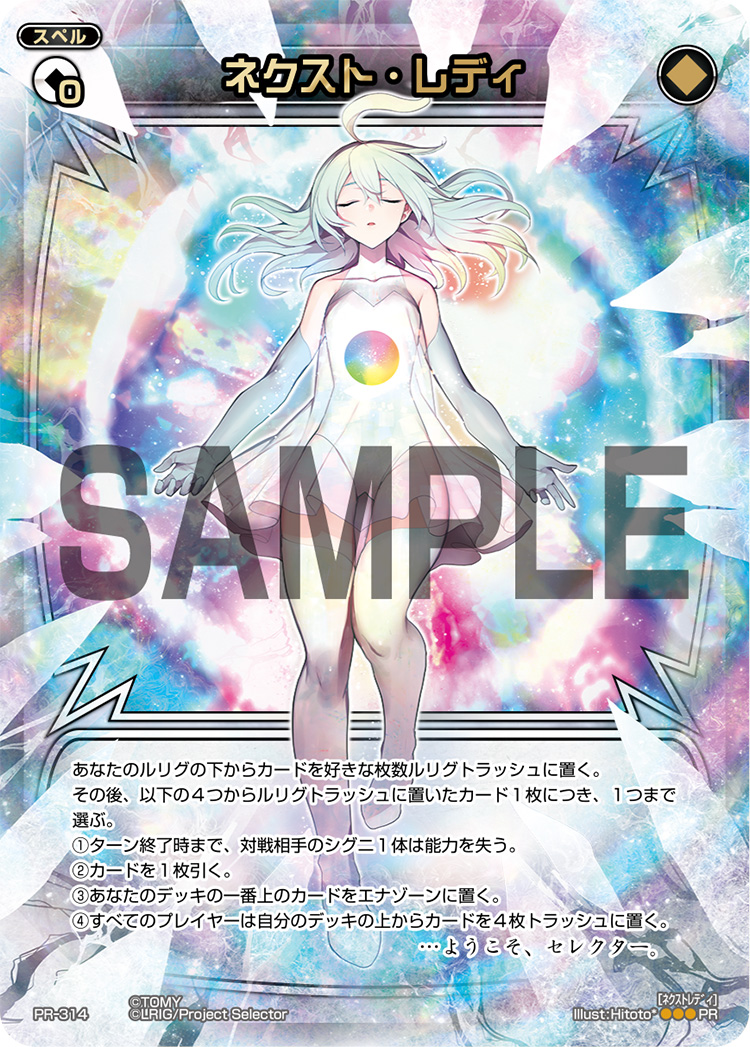 スペル
ネクスト・レディ
0
SAMPLE
あなたのルリグの下からカードを好きな枚数ルリグトラッシュに置く。
その後、以下の４つからルリグトラッシュに置いたカード１枚につき、１つまで
選ぶ。
①ターン終了時まで、対戦相手のシグニ１体は能力を失う。
②カードを１枚引く。
③あなたのデッキの一番上のカードをエナゾーンに置く。
④すべてのプレイヤーは自分のデッキの上からカードを４枚トラッシュに置く。
…ようこそ、セレクター。
PR-314
©TOMY
©LRIG/Project Selector
[ネクストレディ]
Illust:Hitoto* PR